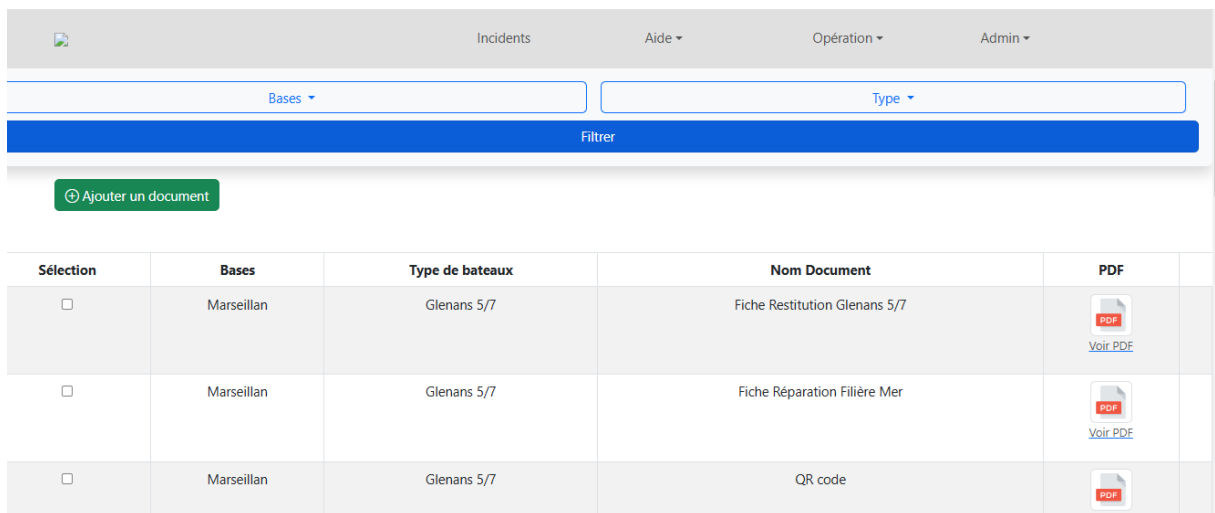 Incidents Aide Opération Admin
Bases Type
Filtrer
Ajouter un document
Sélection Bases Type de bateaux Nom Document PDF
Marseillan Glenans 5/7 Fiche Restitution Glenans 5/7 PDF
Voir PDF
Marseillan Glenans 5/7 Fiche Réparation Filière Mer PDF
Voir PDF
Marseillan Glenans 5/7 QR code PDF